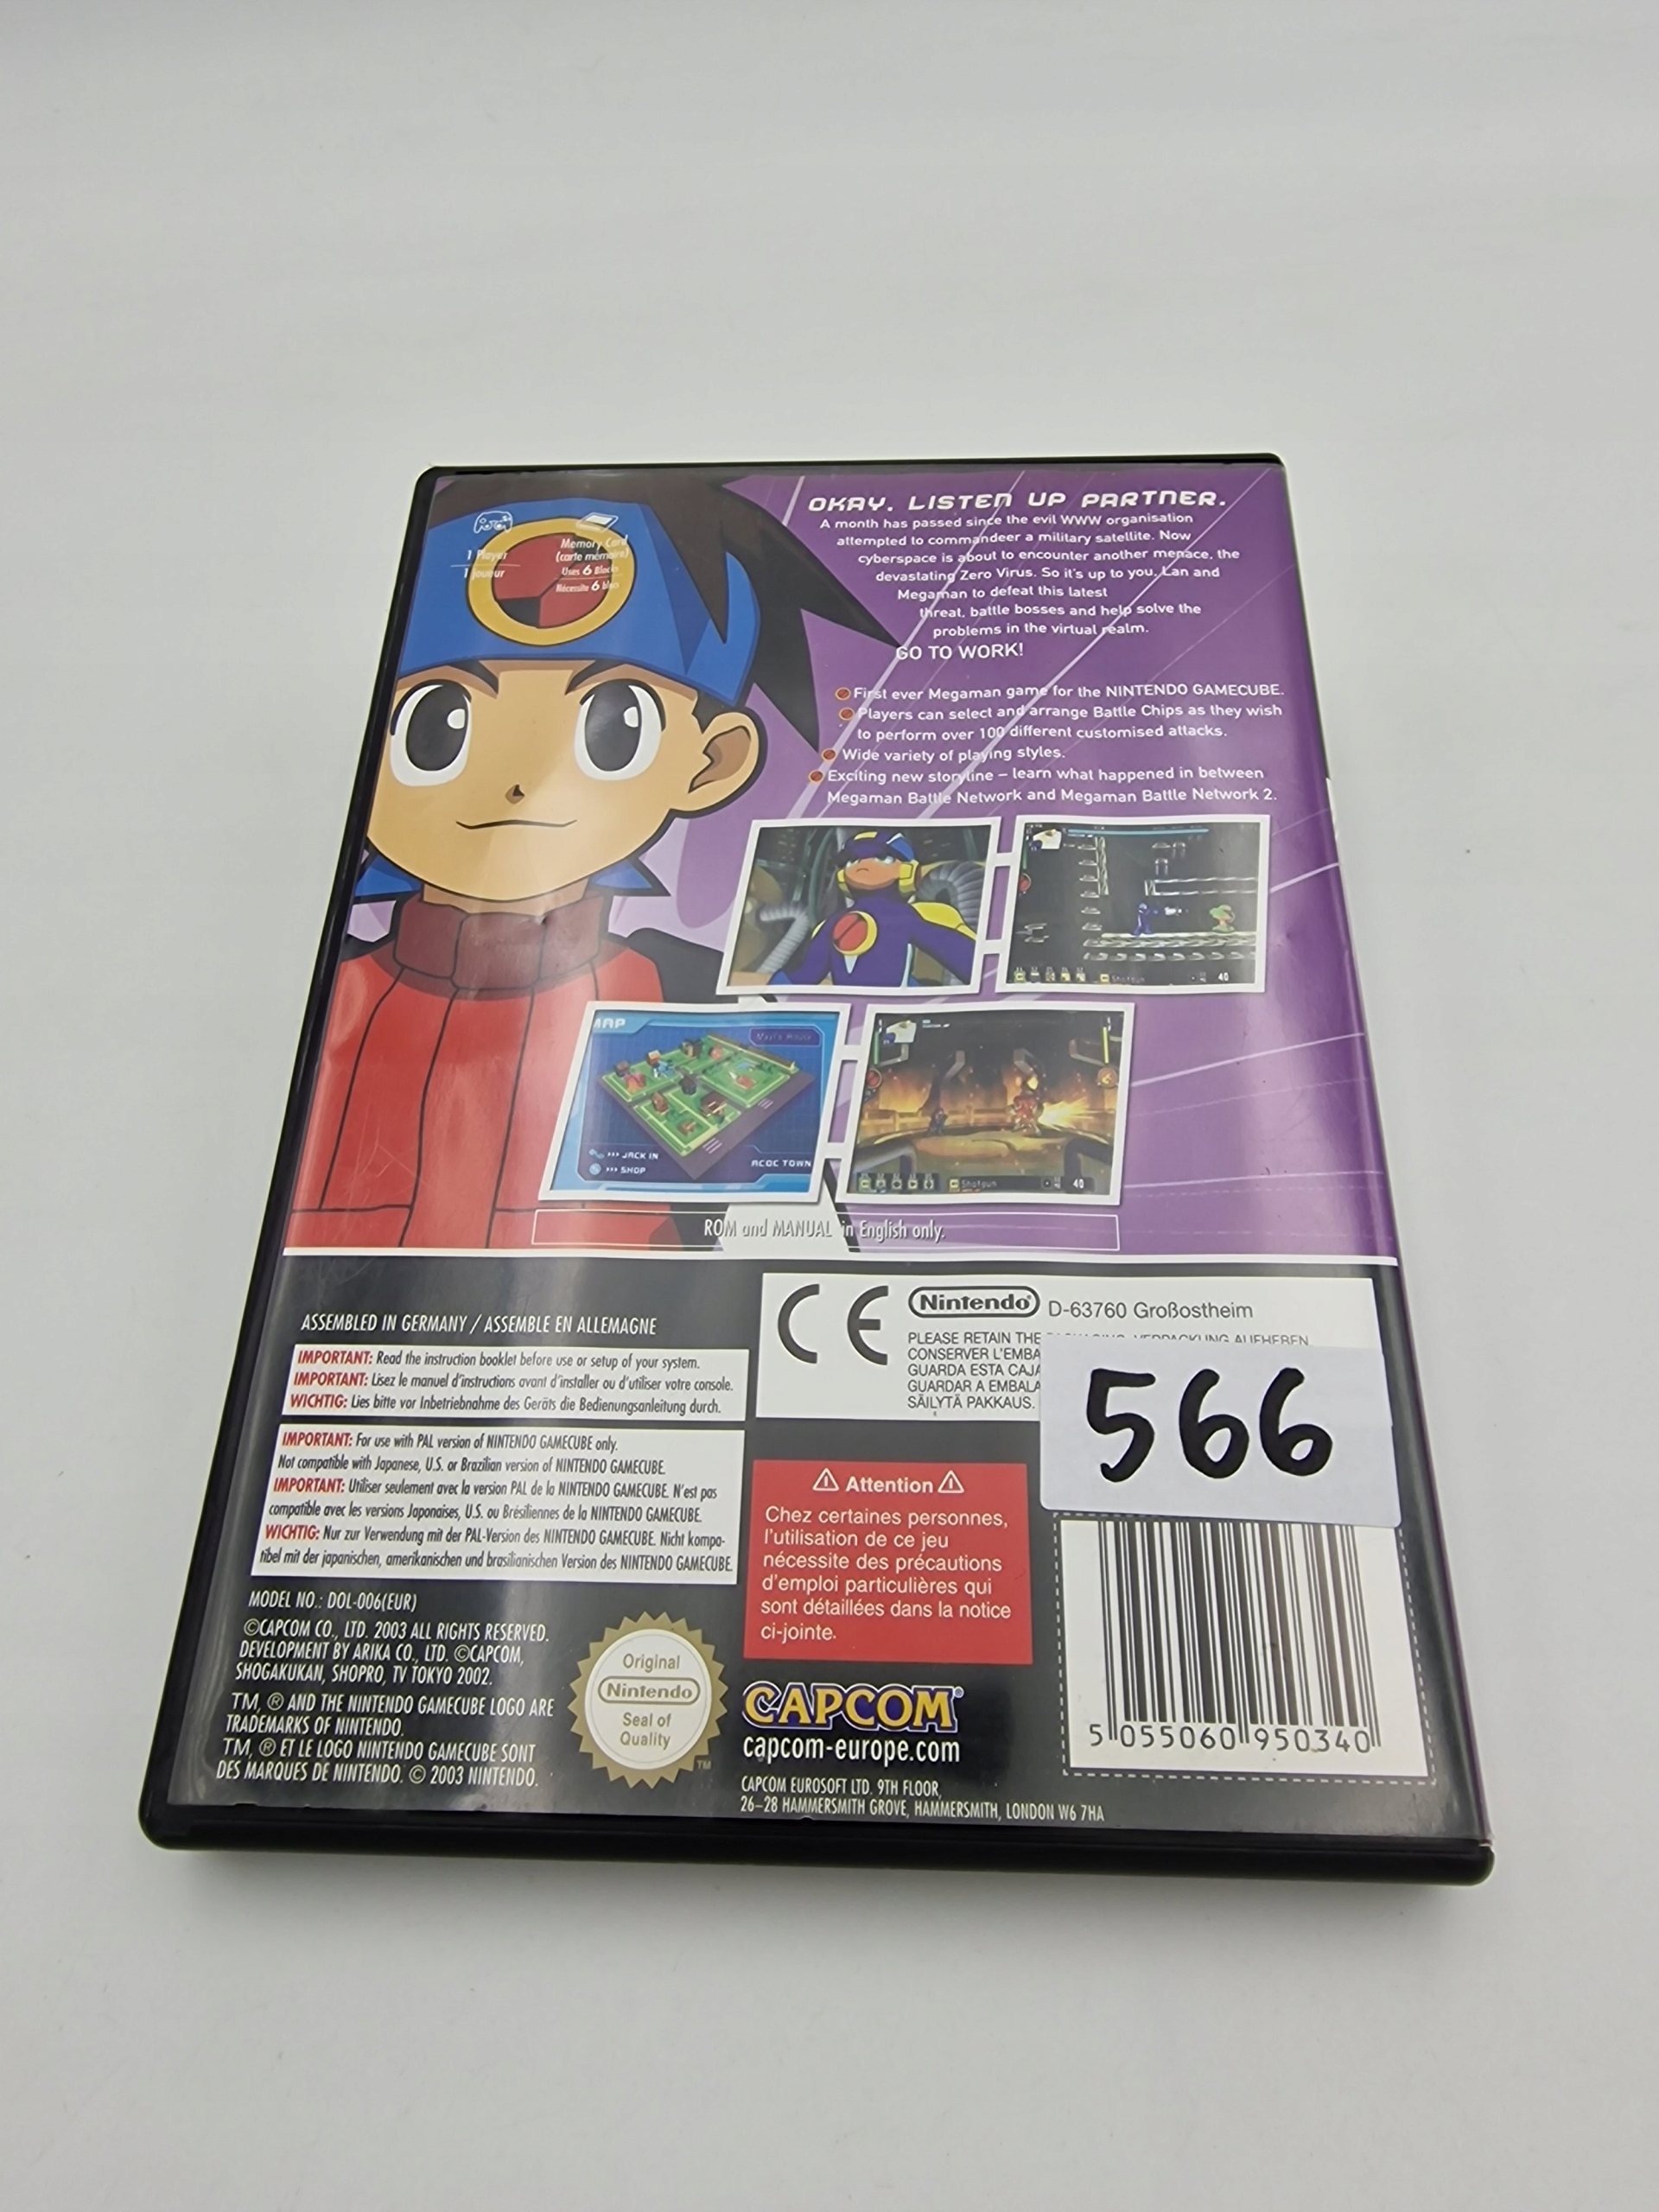 OKAY. LISTEN UP PARTNER.
A month has passed since the evil WWW organisation
attempted to commandeer a military satellite. Now
cyberspace is about to encounter another menace, the
devastating Zero Virus. So it's up to you, Lan and
Megaman to defeat this latest
threat, battle bosses and help solve the
problems in the virtual realm.
GO TO WORK!
1 Player
1 joueur
Memory Card
(carte mémoire)
Uses 6 Blocks
Nécessite 6 blocs
First ever Megaman game for the NINTENDO GAMECUBE.
Players can select and arrange Battle Chips as they wish
to perform over 100 different customised attacks.
Wide variety of playing styles.
Exciting new storyline – learn what happened in between
Megaman Battle Network and Megaman Battle Network 2.
Shotgun
40
MAP
>>> JACK IN
>>> SHOP
ACDC TOWN
Shotgun
40
ROM and MANUAL in English only.
ASSEMBLED IN GERMANY / ASSEMBLE EN ALLEMAGNE
IMPORTANT: Read the instruction booklet before use or setup of your system.
IMPORTANT: Lisez le manuel d'instructions avant d'installer ou d'utiliser votre console.
WICHTIG: Lies bitte vor Inbetriebnahme des Geräts die Bedienungsanleitung durch.
IMPORTANT: For use with PAL version of NINTENDO GAMECUBE only.
Not compatible with Japanese, U.S. or Brazilian version of NINTENDO GAMECUBE.
IMPORTANT: Utiliser seulement avec la version PAL de la NINTENDO GAMECUBE. N'est pas
compatible avec les versions Japonaises, U.S. ou Brésiliennes de la NINTENDO GAMECUBE.
WICHTIG: Nur zur Verwendung mit der PAL-Version des NINTENDO GAMECUBE. Nicht kompa-
tibel mit der japanischen, amerikanischen und brasilianischen Version des NINTENDO GAMECUBE.
MODEL NO.: DOL-006(EUR)
©CAPCOM CO., LTD. 2003 ALL RIGHTS RESERVED.
DEVELOPMENT BY ARIKA CO., LTD. ©CAPCOM,
SHOGAKUKAN, SHOPRO, TV TOKYO 2002.
TM, ® AND THE NINTENDO GAMECUBE LOGO ARE
TRADEMARKS OF NINTENDO.
TM, ® ET LE LOGO NINTENDO GAMECUBE SONT
DES MARQUES DE NINTENDO. © 2003 NINTENDO.
Original
Nintendo
Seal of
Quality
TM
CE
Nintendo®
D-63760 Großostheim
PLEASE RETAIN THE PACKAGING. VERPACKUNG AUFHEBEN
CONSERVER L'EMBA
GUARDA ESTA CAJA
GUARDAR A EMBALA
SÄILYTÄ PAKKAUS.
566
Attention
Chez certaines personnes,
l'utilisation de ce jeu
nécessite des précautions
d'emploi particulières qui
sont détaillées dans la notice
ci-jointe.
CAPCOM®
capcom-europe.com
CAPCOM EUROSOFT LTD. 9TH FLOOR,
26–28 HAMMERSMITH GROVE, HAMMERSMITH, LONDON W6 7HA
5 055060 950340